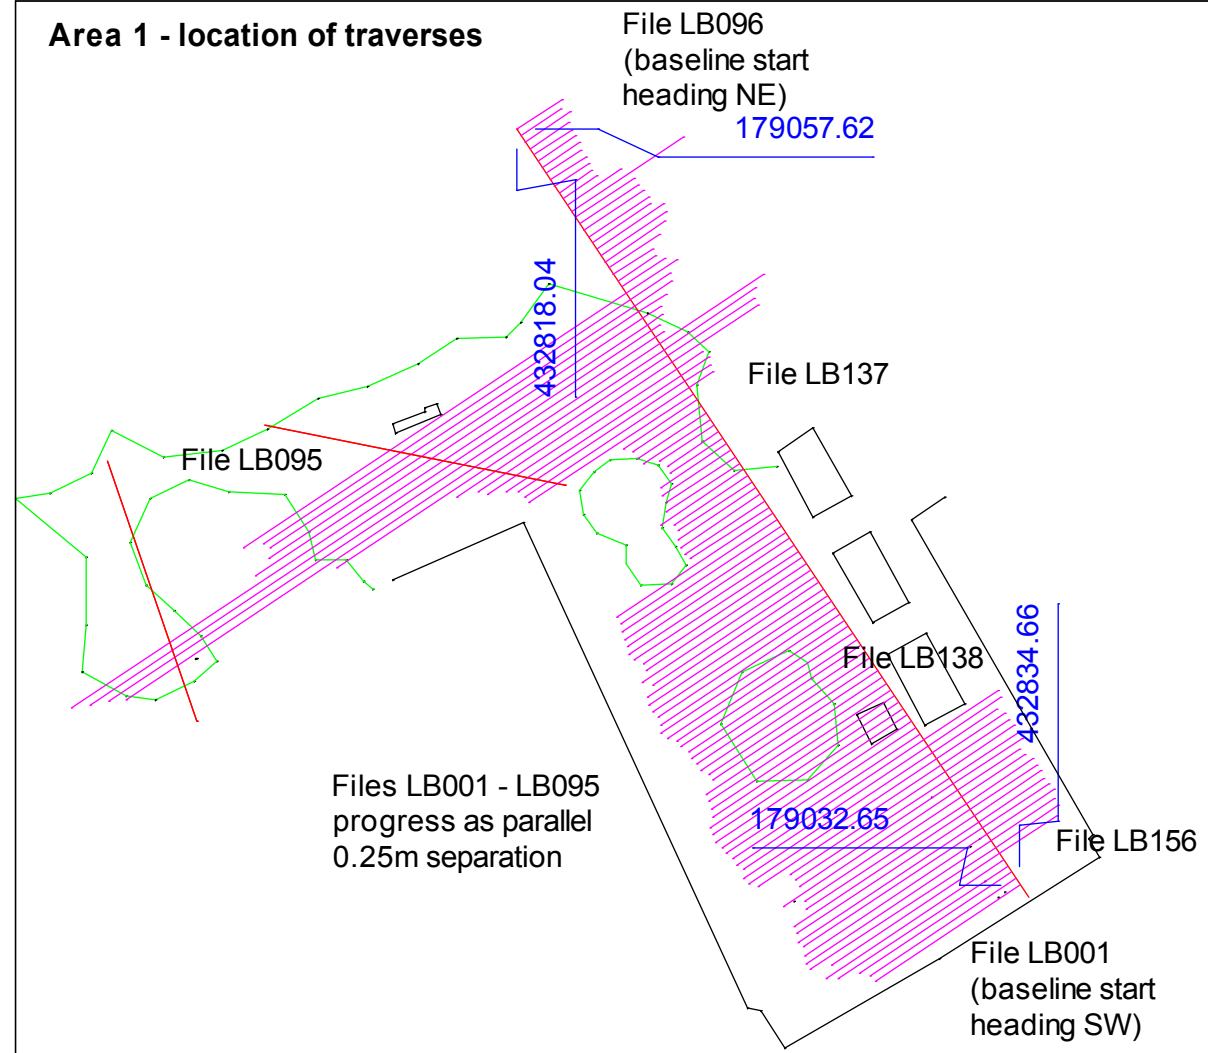 Area 1 - location of traverses
File LB096
(baseline start
heading NE)
179057.62
432818.04
File LB137
File LB095
File LB138
432834.66
Files LB001 - LB095
progress as parallel
0.25m separation
179032.65
File LB156
File LB001
(baseline start
heading SW)